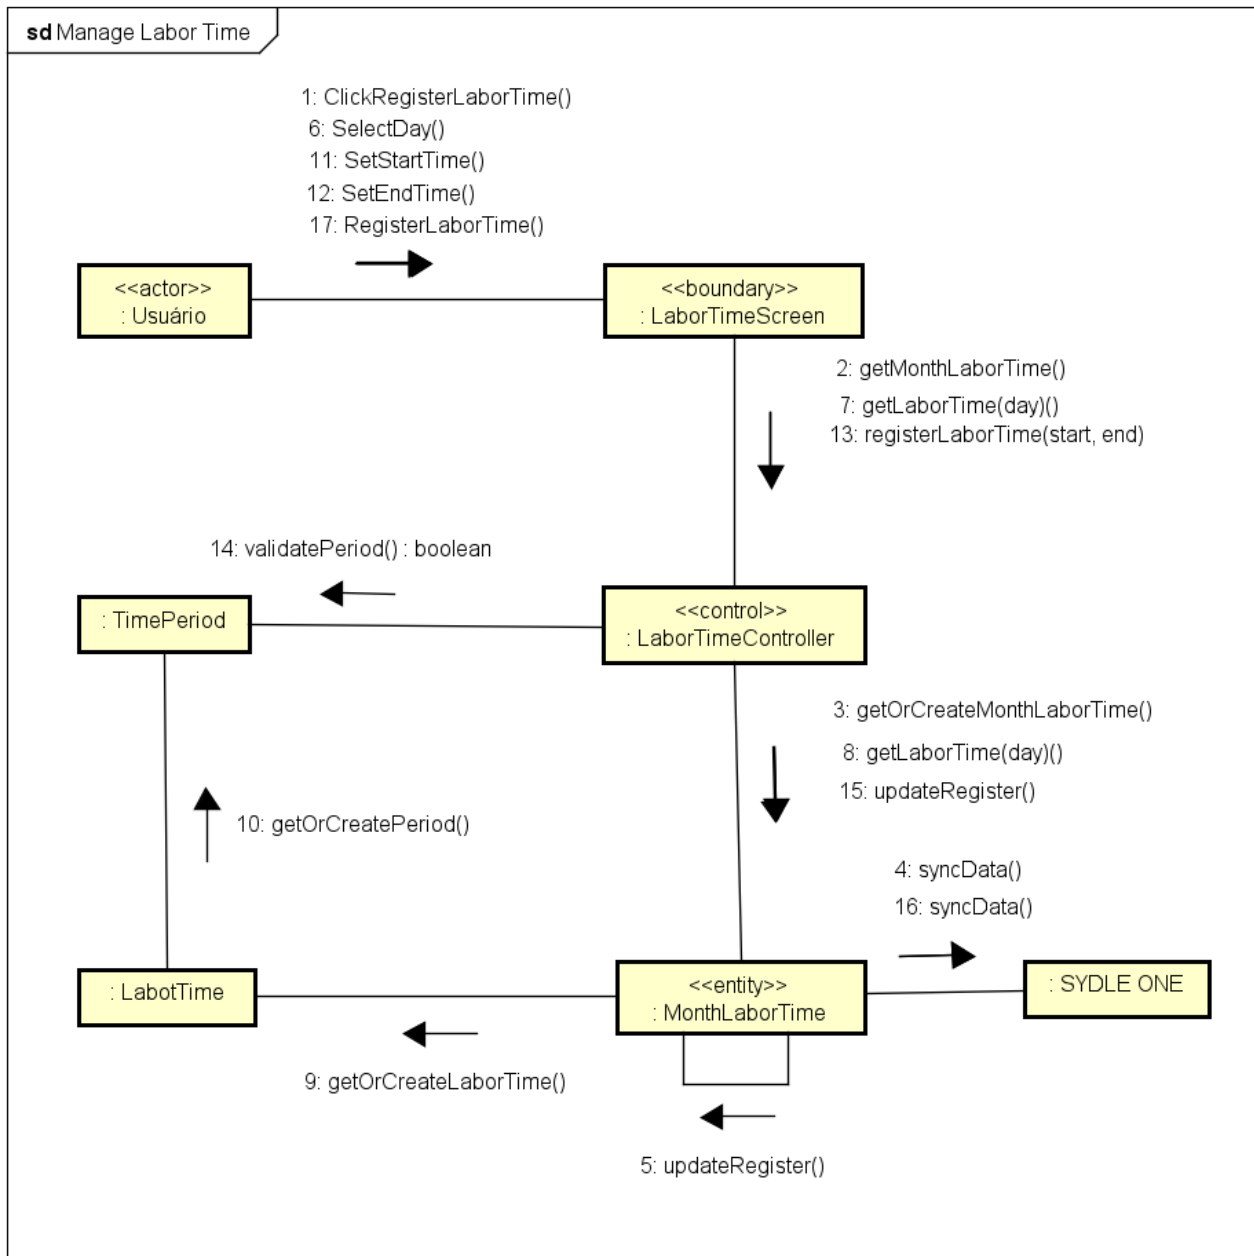 sd Manage Labor Time
1: ClickRegisterLaborTime()
6: SelectDay()
11: SetStartTime()
12: SetEndTime()
17: RegisterLaborTime()
<<actor>>
: Usuário
<<boundary>>
: LaborTimeScreen
2: getMonthLaborTime()
7: getLaborTime(day)()
13: registerLaborTime(start, end)
14: validatePeriod() : boolean
: TimePeriod
<<control>>
: LaborTimeController
3: getOrCreateMonthLaborTime()
8: getLaborTime(day)()
15: updateRegister()
10: getOrCreatePeriod()
4: syncData()
16: syncData()
: LabotTime
<<entity>>
: MonthLaborTime
: SYDLE ONE
9: getOrCreateLaborTime()
5: updateRegister()